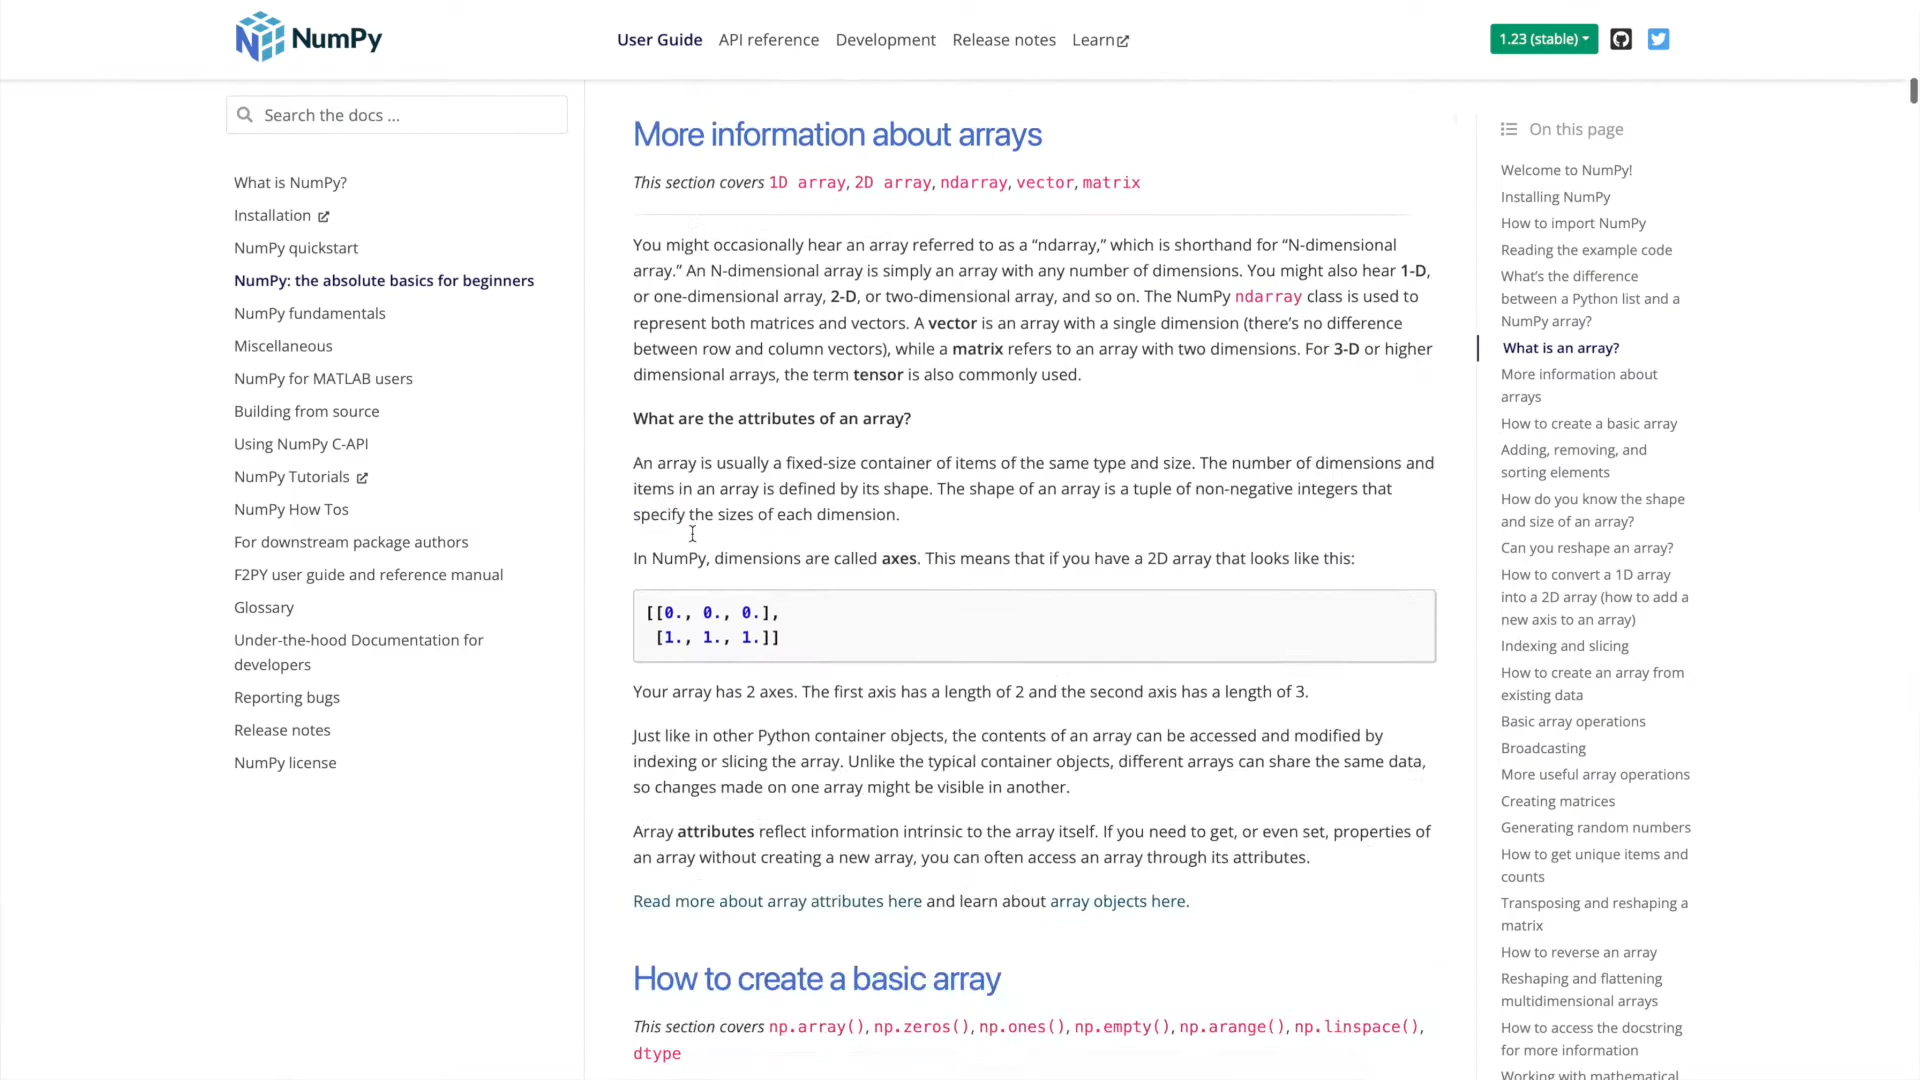 NumPy
User Guide API reference Development Release notes Learn
1.23 (stable)
Search the docs ...
What is NumPy?
Installation
NumPy quickstart
NumPy: the absolute basics for beginners
NumPy fundamentals
Miscellaneous
NumPy for MATLAB users
Building from source
Using NumPy C-API
NumPy Tutorials
NumPy How Tos
For downstream package authors
F2PY user guide and reference manual
Glossary
Under-the-hood Documentation for
developers
Reporting bugs
Release notes
NumPy license
More information about arrays
This section covers 1D array, 2D array, ndarray, vector, matrix
You might occasionally hear an array referred to as a “ndarray,” which is shorthand for “N-dimensional
array.” An N-dimensional array is simply an array with any number of dimensions. You might also hear 1-D,
or one-dimensional array, 2-D, or two-dimensional array, and so on. The NumPy ndarray class is used to
represent both matrices and vectors. A vector is an array with a single dimension (there’s no difference
between row and column vectors), while a matrix refers to an array with two dimensions. For 3-D or higher
dimensional arrays, the term tensor is also commonly used.
What are the attributes of an array?
An array is usually a fixed-size container of items of the same type and size. The number of dimensions and
items in an array is defined by its shape. The shape of an array is a tuple of non-negative integers that
specify the sizes of each dimension.
In NumPy, dimensions are called axes. This means that if you have a 2D array that looks like this:
[[0., 0., 0.],
[1., 1., 1.]]
Your array has 2 axes. The first axis has a length of 2 and the second axis has a length of 3.
Just like in other Python container objects, the contents of an array can be accessed and modified by
indexing or slicing the array. Unlike the typical container objects, different arrays can share the same data,
so changes made on one array might be visible in another.
Array attributes reflect information intrinsic to the array itself. If you need to get, or even set, properties of
an array without creating a new array, you can often access an array through its attributes.
Read more about array attributes here and learn about array objects here.
How to create a basic array
This section covers np.array(), np.zeros(), np.ones(), np.empty(), np.arange(), np.linspace(),
dtype
On this page
Welcome to NumPy!
Installing NumPy
How to import NumPy
Reading the example code
What’s the difference
between a Python list and a
NumPy array?
What is an array?
More information about
arrays
How to create a basic array
Adding, removing, and
sorting elements
How do you know the shape
and size of an array?
Can you reshape an array?
How to convert a 1D array
into a 2D array (how to add a
new axis to an array)
Indexing and slicing
How to create an array from
existing data
Basic array operations
Broadcasting
More useful array operations
Creating matrices
Generating random numbers
How to get unique items and
counts
Transposing and reshaping a
matrix
How to reverse an array
Reshaping and flattening
multidimensional arrays
How to access the docstring
for more information
Working with mathematical